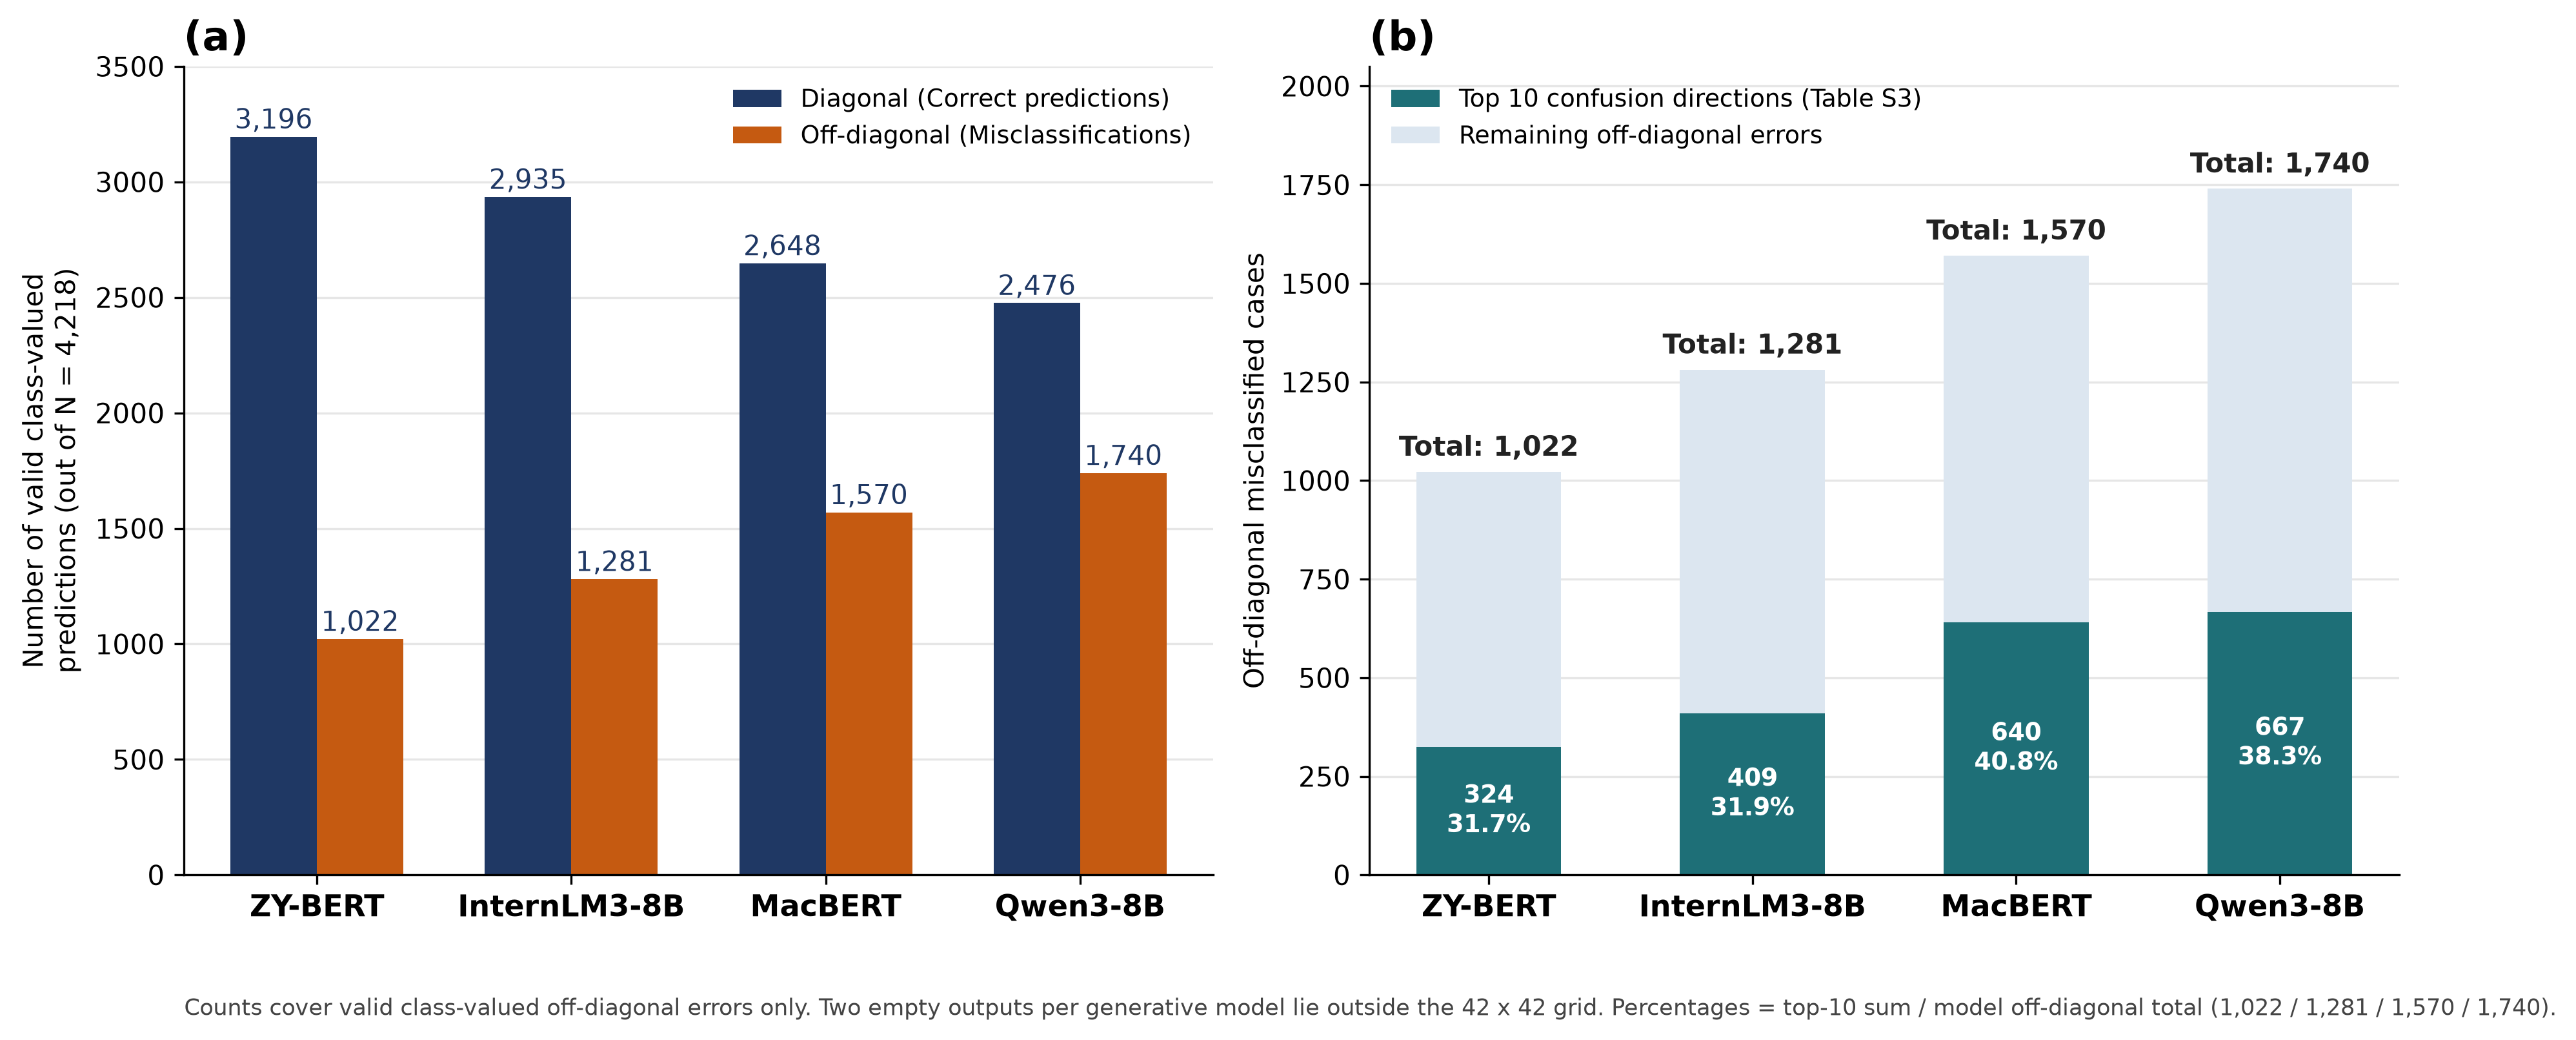 (a)
3500
3000
2500
2000
1500
1000
500
0
Number of valid class-valued
predictions (out of N = 4,218)
Diagonal (Correct predictions)
Off-diagonal (Misclassifications)
3,196
1,022
2,935
1,281
2,648
1,570
2,476
1,740
ZY-BERT
InternLM3-8B
MacBERT
Qwen3-8B
(b)
2000
1750
1500
1250
1000
750
500
250
0
Off-diagonal misclassified cases
Top 10 confusion directions (Table S3)
Remaining off-diagonal errors
Total: 1,022
324
31.7%
Total: 1,281
409
31.9%
Total: 1,570
640
40.8%
Total: 1,740
667
38.3%
ZY-BERT
InternLM3-8B
MacBERT
Qwen3-8B
Counts cover valid class-valued off-diagonal errors only. Two empty outputs per generative model lie outside the 42 x 42 grid. Percentages = top-10 sum / model off-diagonal total (1,022 / 1,281 / 1,570 / 1,740).